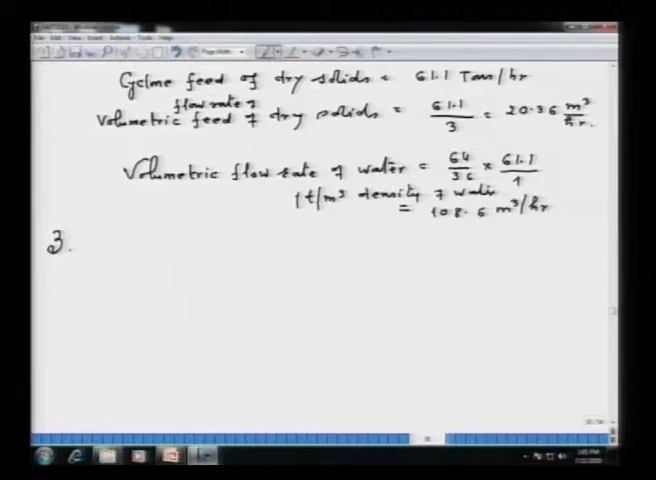 Cyclone feed of dry solids = 61.1 Tons/hr
flow rate of
Volumetric feed of dry solids = 61.1/3 = 20.36 m³/hr.
Volumetric flow rate of water = 64/36 × 61.1/1
1 t/m³ density of water
= 108.6 m³/hr
3.